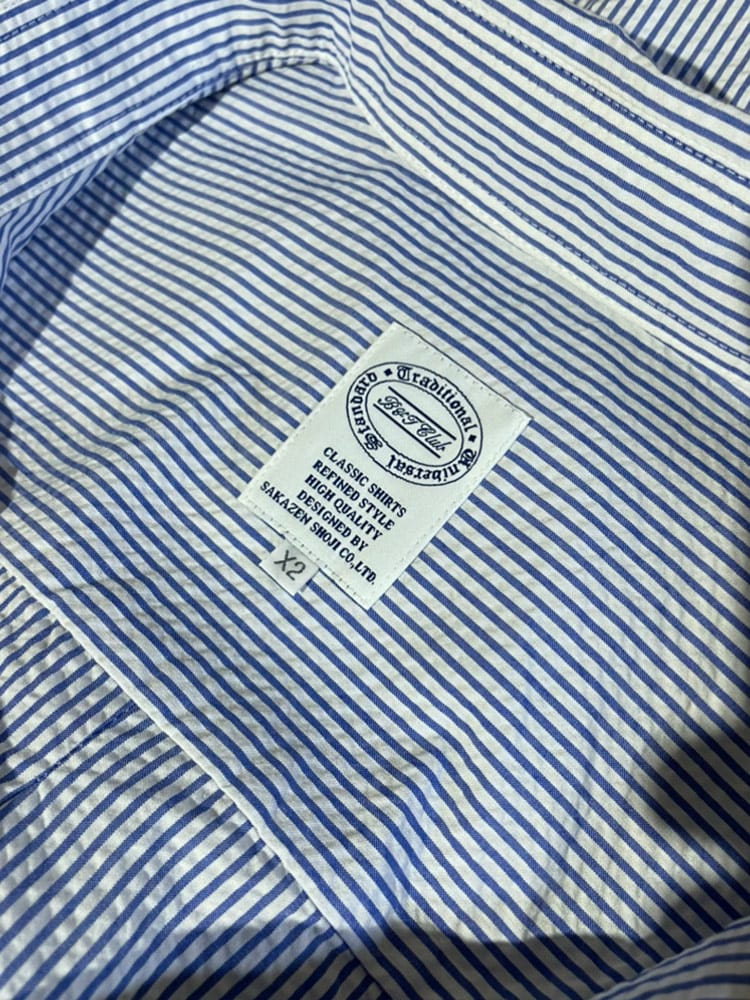 Standard • Traditional • Universal
B&T Club
CLASSIC SHIRTS
REFINED STYLE
HIGH QUALITY
DESIGNED BY
SAKAZEN SHOJI CO.,LTD.
X2